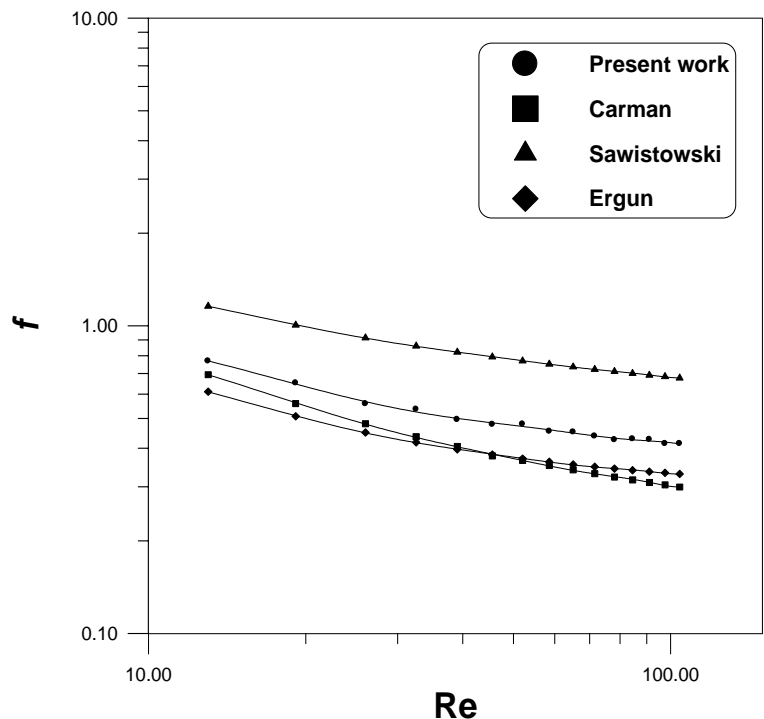 10.00
Present work
Carman
Sawistowski
Ergun
f
1.00
0.10
10.00
100.00
Re